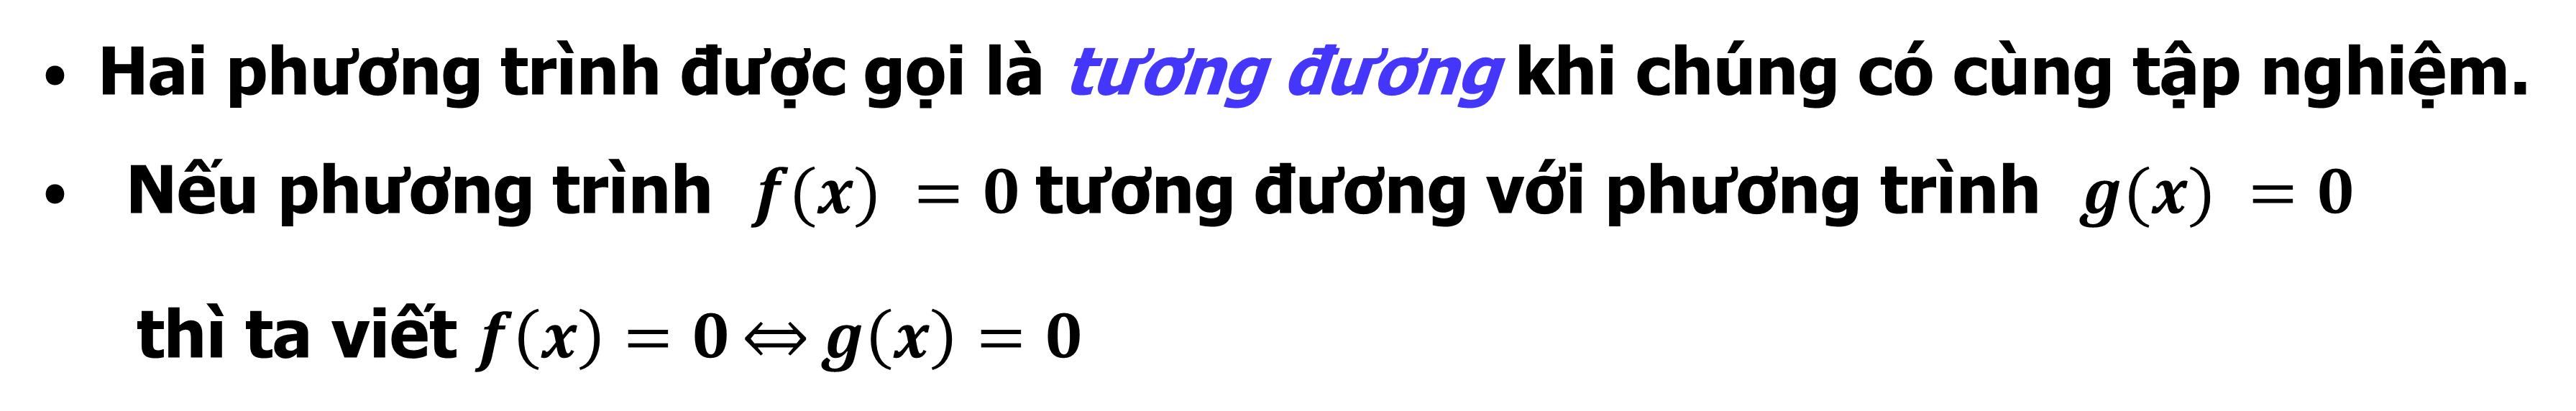 • Hai phương trình được gọi là tương đương khi chúng có cùng tập nghiệm.
• Nếu phương trình f(x) = 0 tương đương với phương trình g(x) = 0
thì ta viết f(x) = 0 ⇔ g(x) = 0